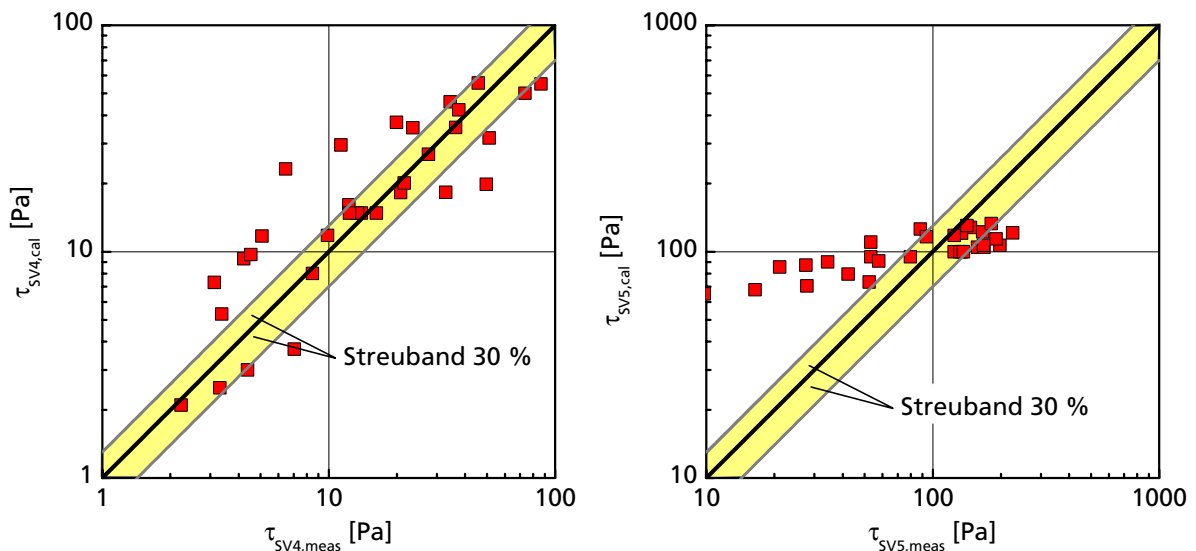 100
10
1
1
10
100
τSV4,cal [Pa]
τSV4,meas [Pa]
Streuband 30 %
1000
100
10
10
100
1000
τSV5,cal [Pa]
τSV5,meas [Pa]
Streuband 30 %